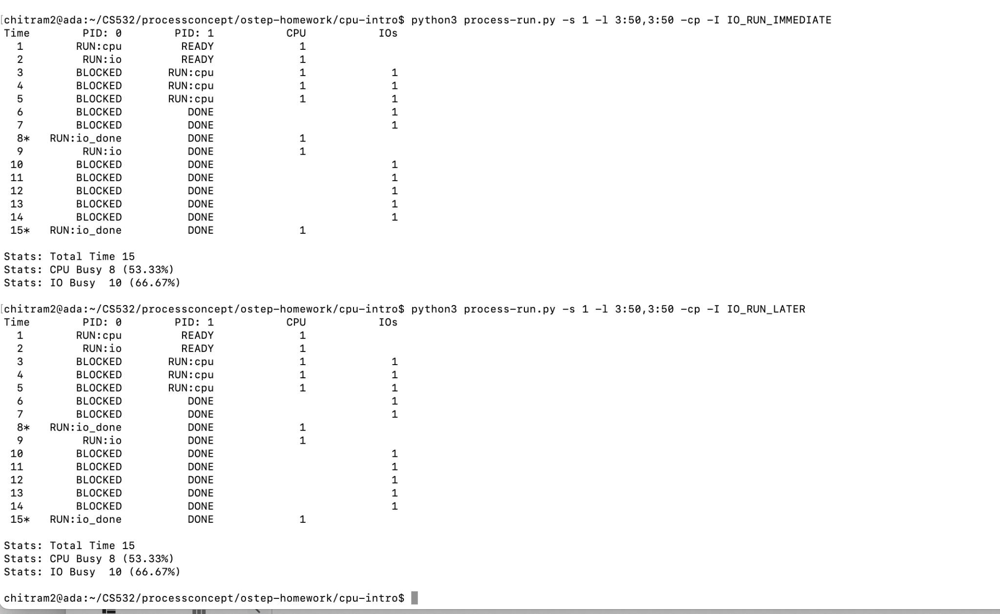 [chitram2@ada:~/CS532/processconcept/ostep-homework/cpu-intro$ python3 process-run.py -s 1 -l 3:50,3:50 -cp -I IO_RUN_IMMEDIATE
Time        PID: 0        PID: 1           CPU           IOs
  1        RUN:cpu         READY             1
  2         RUN:io         READY             1
  3        BLOCKED       RUN:cpu             1             1
  4        BLOCKED       RUN:cpu             1             1
  5        BLOCKED       RUN:cpu             1             1
  6        BLOCKED          DONE                           1
  7        BLOCKED          DONE                           1
  8*   RUN:io_done          DONE             1
  9         RUN:io          DONE             1
 10        BLOCKED          DONE                           1
 11        BLOCKED          DONE                           1
 12        BLOCKED          DONE                           1
 13        BLOCKED          DONE                           1
 14        BLOCKED          DONE                           1
 15*   RUN:io_done          DONE             1
Stats: Total Time 15
Stats: CPU Busy 8 (53.33%)
Stats: IO Busy  10 (66.67%)
[chitram2@ada:~/CS532/processconcept/ostep-homework/cpu-intro$ python3 process-run.py -s 1 -l 3:50,3:50 -cp -I IO_RUN_LATER
Time        PID: 0        PID: 1           CPU           IOs
  1        RUN:cpu         READY             1
  2         RUN:io         READY             1
  3        BLOCKED       RUN:cpu             1             1
  4        BLOCKED       RUN:cpu             1             1
  5        BLOCKED       RUN:cpu             1             1
  6        BLOCKED          DONE                           1
  7        BLOCKED          DONE                           1
  8*   RUN:io_done          DONE             1
  9         RUN:io          DONE             1
 10        BLOCKED          DONE                           1
 11        BLOCKED          DONE                           1
 12        BLOCKED          DONE                           1
 13        BLOCKED          DONE                           1
 14        BLOCKED          DONE                           1
 15*   RUN:io_done          DONE             1
Stats: Total Time 15
Stats: CPU Busy 8 (53.33%)
Stats: IO Busy  10 (66.67%)
chitram2@ada:~/CS532/processconcept/ostep-homework/cpu-intro$